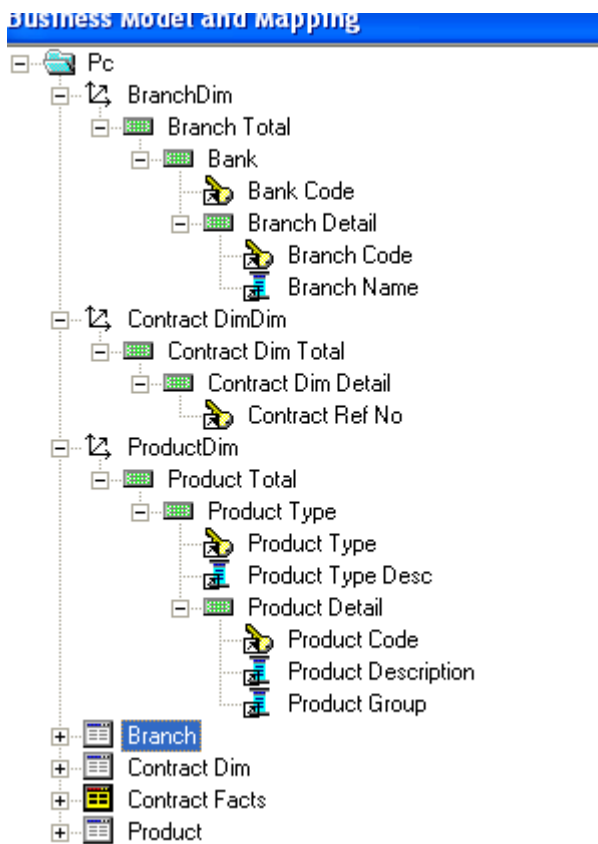 Business Model and Mapping
Pc
BranchDim
Branch Total
Bank
Bank Code
Branch Detail
Branch Code
Branch Name
Contract DimDim
Contract Dim Total
Contract Dim Detail
Contract Ref No
ProductDim
Product Total
Product Type
Product Type
Product Type Desc
Product Detail
Product Code
Product Description
Product Group
Branch
Contract Dim
Contract Facts
Product